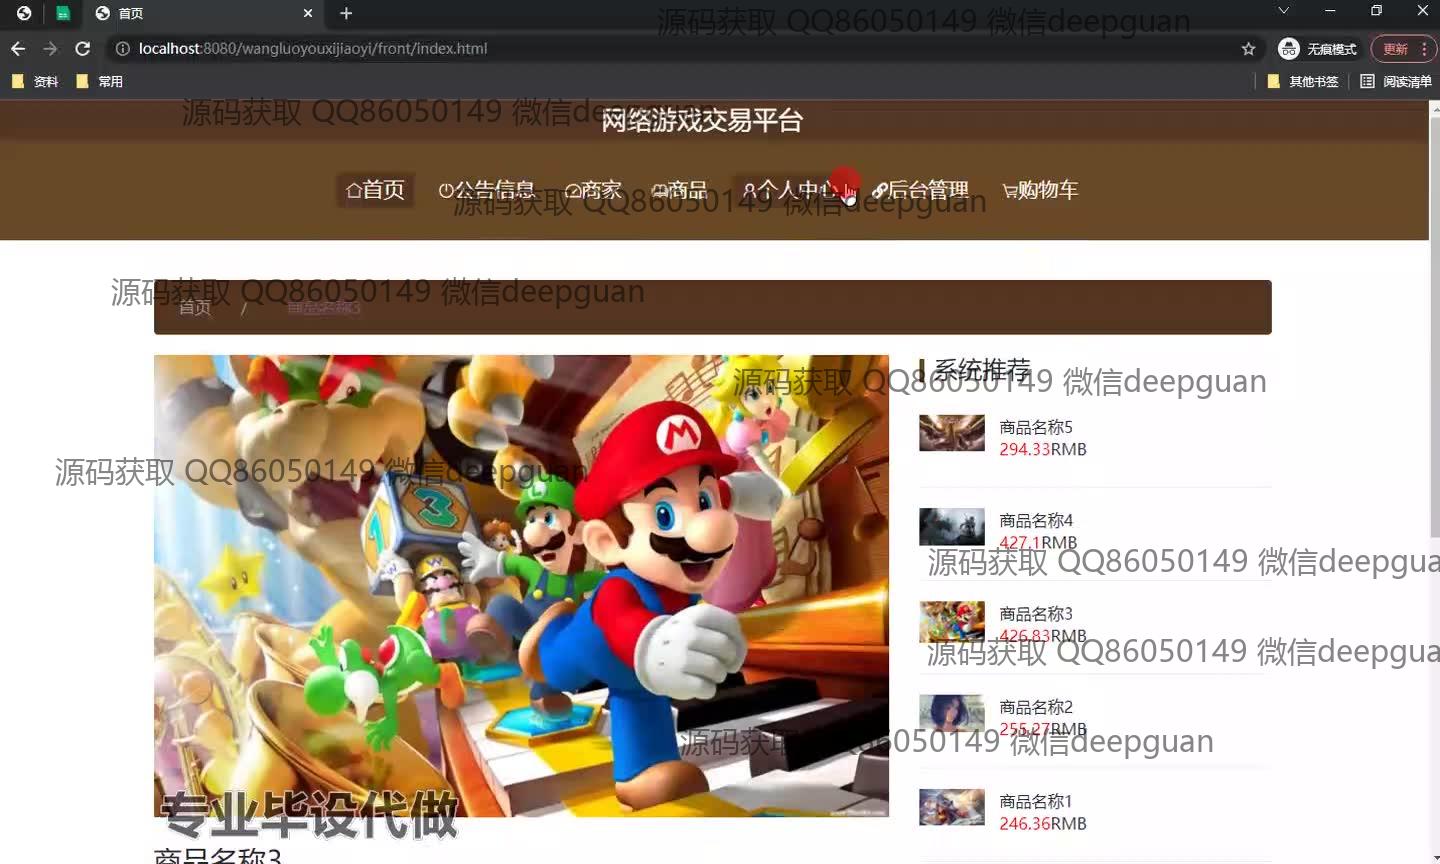 首页
源码获取 QQ86050149 微信deepguan
localhost:8080/wangluoyouxijiaoyi/front/index.html
无痕模式
更新
资料
常用
其他书签
阅读清单
源码获取 QQ86050149 微信deepguan
网络游戏交易平台
首页
公告信息
商家
商品
个人中心
后台管理
购物车
源码获取 QQ86050149 微信deepguan
源码获取 QQ86050149 微信deepguan
首页 / 商品名称3
系统推荐
源码获取 QQ86050149 微信deepguan
商品名称5
294.33RMB
源码获取 QQ86050149 微信deepguan
商品名称4
427.1RMB
源码获取 QQ86050149 微信deepgua
商品名称3
426.83RMB
源码获取 QQ86050149 微信deepgua
商品名称2
255.27RMB
源码获取 QQ86050149 微信deepguan
商品名称1
246.36RMB
专业毕设代做
商品名称3